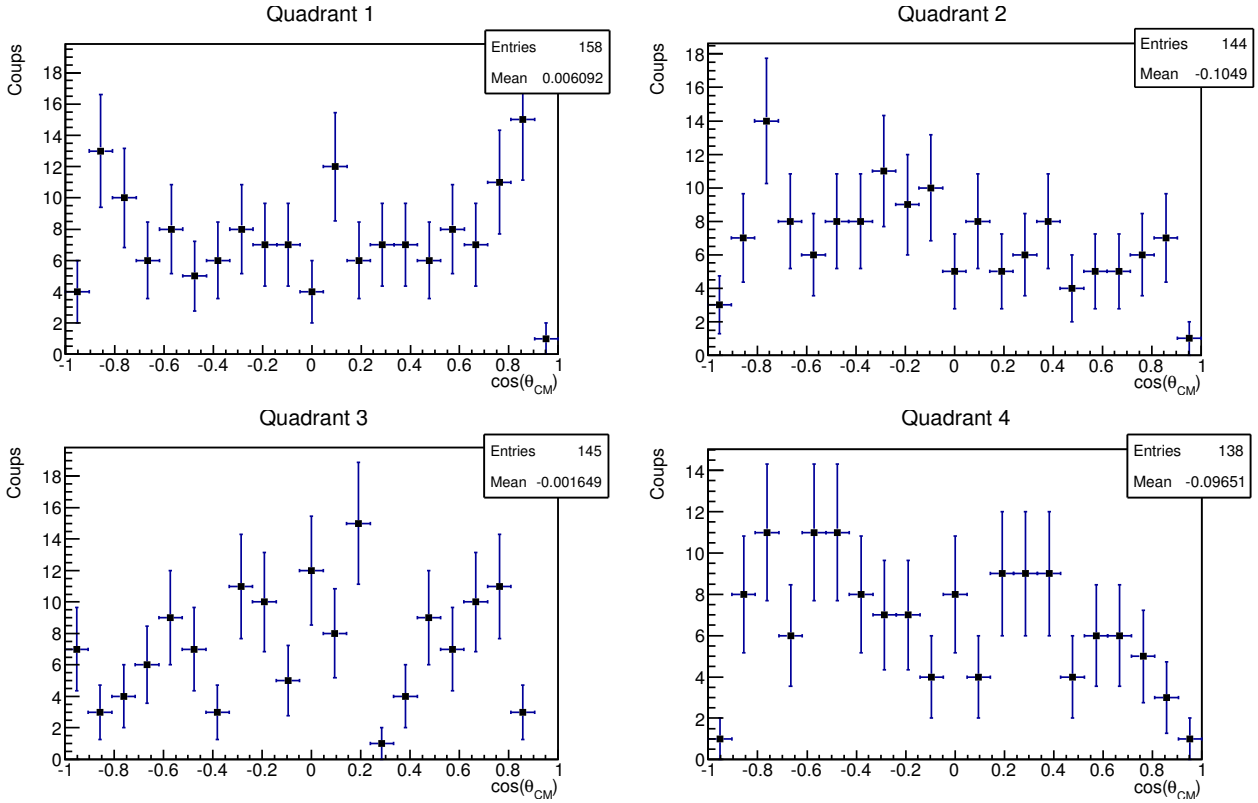 Quadrant 1
Coups
Entries 158
Mean 0.006092
18
16
14
12
10
8
6
4
2
0
-1 -0.8 -0.6 -0.4 -0.2 0 0.2 0.4 0.6 0.8 1
cos(θCM)
Quadrant 2
Coups
Entries 144
Mean -0.1049
18
16
14
12
10
8
6
4
2
0
-1 -0.8 -0.6 -0.4 -0.2 0 0.2 0.4 0.6 0.8 1
cos(θCM)
Quadrant 3
Coups
Entries 145
Mean -0.001649
18
16
14
12
10
8
6
4
2
0
-1 -0.8 -0.6 -0.4 -0.2 0 0.2 0.4 0.6 0.8 1
cos(θCM)
Quadrant 4
Coups
Entries 138
Mean -0.09651
14
12
10
8
6
4
2
0
-1 -0.8 -0.6 -0.4 -0.2 0 0.2 0.4 0.6 0.8 1
cos(θCM)